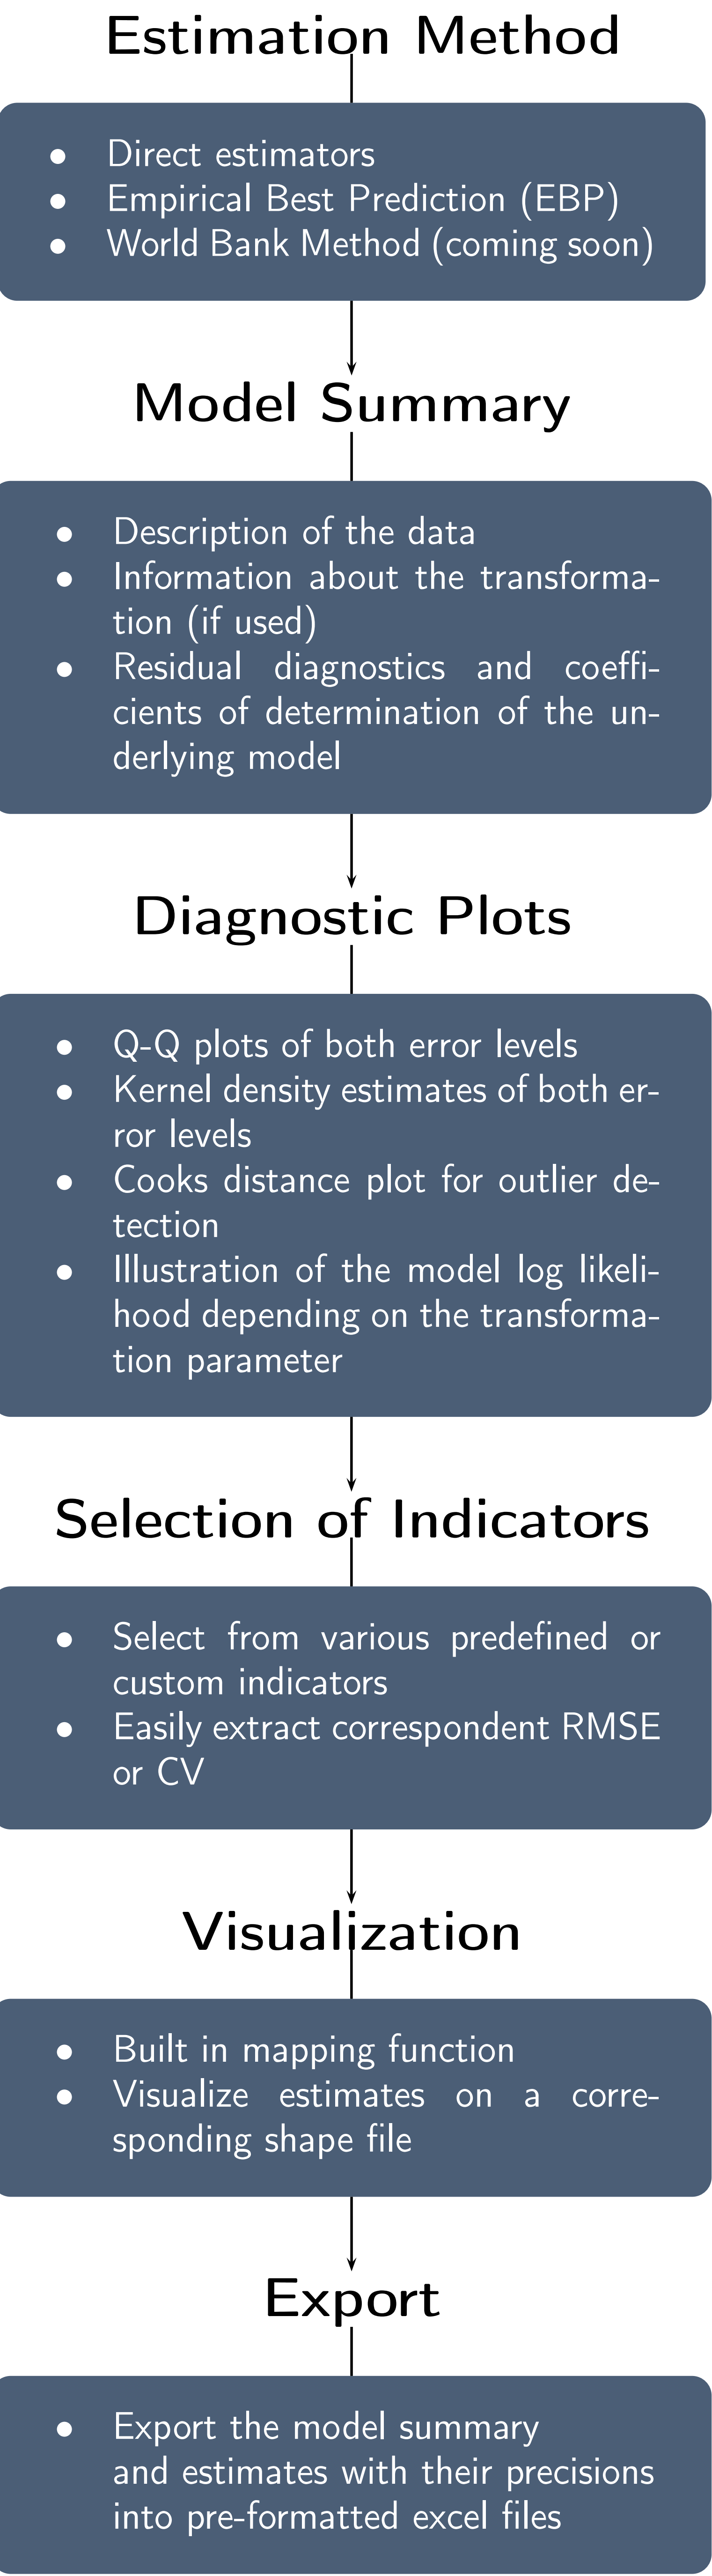 Estimation Method
• Direct estimators
• Empirical Best Prediction (EBP)
• World Bank Method (coming soon)
Model Summary
• Description of the data
• Information about the transforma-
tion (if used)
• Residual diagnostics and coeffi-
cients of determination of the un-
derlying model
Diagnostic Plots
• Q-Q plots of both error levels
• Kernel density estimates of both er-
ror levels
• Cooks distance plot for outlier de-
tection
• Illustration of the model log likeli-
hood depending on the transforma-
tion parameter
Selection of Indicators
• Select from various predefined or
custom indicators
• Easily extract correspondent RMSE
or CV
Visualization
• Built in mapping function
• Visualize estimates on a corre-
sponding shape file
Export
• Export the model summary
and estimates with their precisions
into pre-formatted excel files